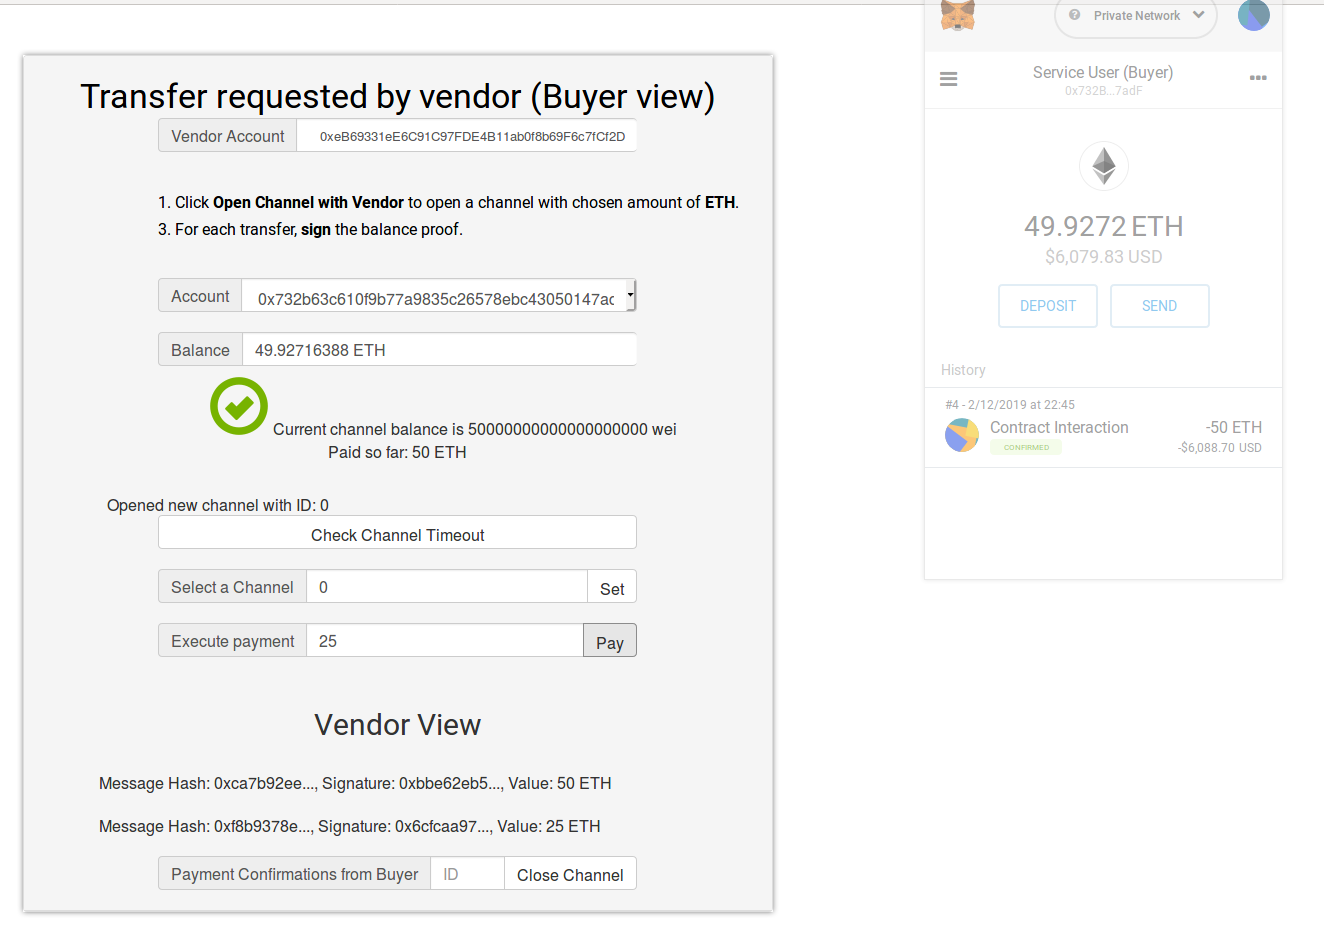 Transfer requested by vendor (Buyer view)
Vendor Account 0xeB69331eE6C91C97FDE4B11ab0f8b69F6c7fCf2D
1. Click Open Channel with Vendor to open a channel with chosen amount of ETH.
3. For each transfer, sign the balance proof.
Account 0x732b63c610f9b77a9835c26578ebc43050147ac
Balance 49.92716388 ETH
Current channel balance is 50000000000000000000 wei
Paid so far: 50 ETH
Opened new channel with ID: 0
Check Channel Timeout
Select a Channel 0 Set
Execute payment 25 Pay
Vendor View
Message Hash: 0xca7b92ee..., Signature: 0xbbe62eb5..., Value: 50 ETH
Message Hash: 0xf8b9378e..., Signature: 0x6cfcaa97..., Value: 25 ETH
Payment Confirmations from Buyer ID Close Channel
Private Network
Service User (Buyer)
0x732B...7adF
49.9272 ETH
$6,079.83 USD
DEPOSIT SEND
History
#4 - 2/12/2019 at 22:45
Contract Interaction -50 ETH
CONFIRMED -$6,088.70 USD